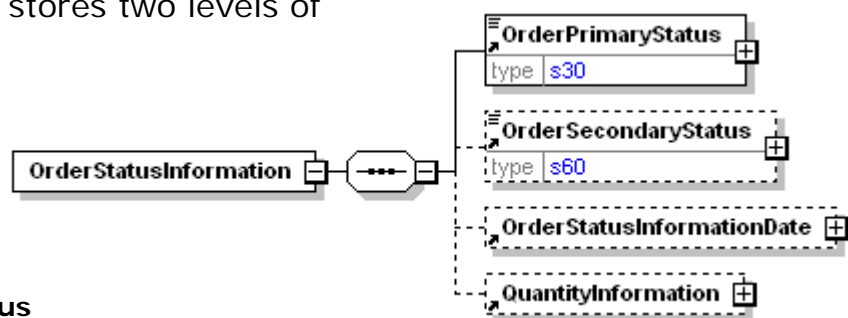 stores two levels of
OrderPrimaryStatus
type s30
OrderSecondaryStatus
type s60
OrderStatusInformation
OrderStatusInformationDate
QuantityInformation
us